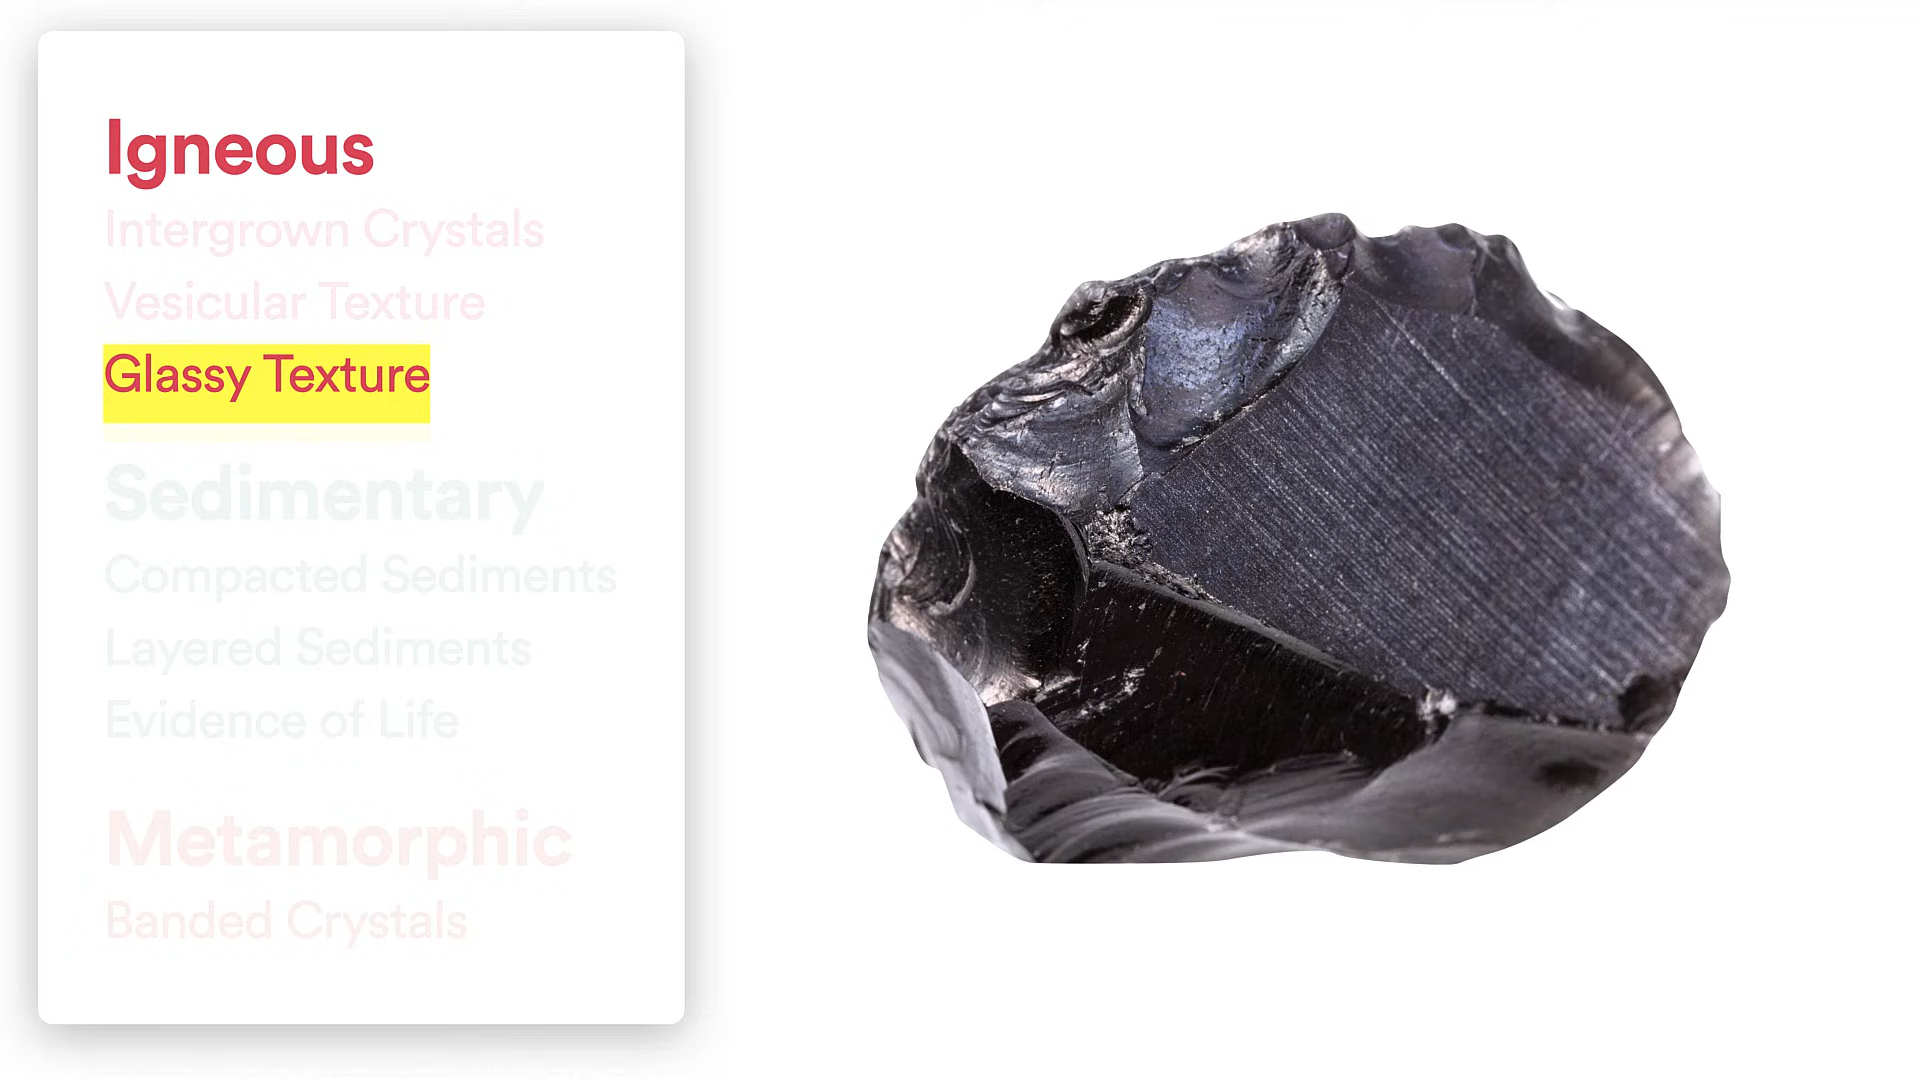 Igneous
Intergrown Crystals
Vesicular Texture
Glassy Texture
Sedimentary
Compacted Sediments
Layered Sediments
Evidence of Life
Metamorphic
Banded Crystals